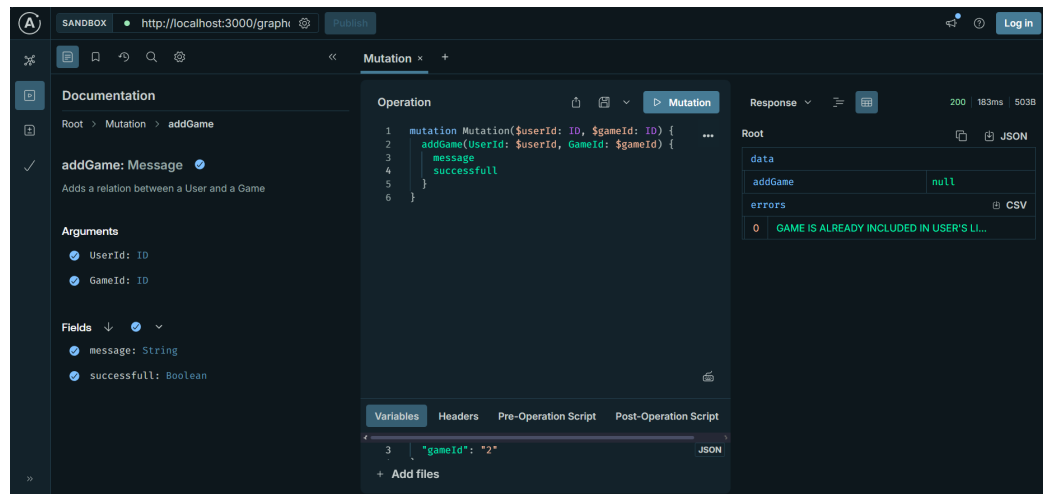 SANDBOX http://localhost:3000/graph Publish Log in
Mutation × +
Documentation
Root > Mutation > addGame
addGame: Message
Adds a relation between a User and a Game
Arguments
UserId: ID
GameId: ID
Fields
message: String
successfull: Boolean
Operation Mutation
1 mutation Mutation($userId: ID, $gameId: ID) { ...
2 addGame(UserId: $userId, GameId: $gameId) {
3 message
4 successfull
5 }
6 }
Variables Headers Pre-Operation Script Post-Operation Script
3 "gameId": "2" JSON
+ Add files
Response 200 183ms 503B
Root JSON
data
addGame null
errors CSV
0 GAME IS ALREADY INCLUDED IN USER'S LI...